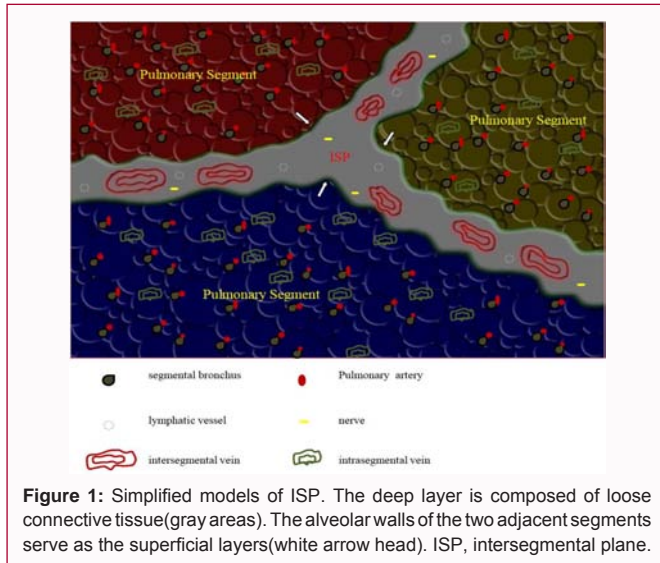 Pulmonary Segment
Pulmonary Segment
ISP
Pulmonary Segment
segmental bronchus
Pulmonary artery
lymphatic vessel
nerve
intersegmental vein
intrasegmental vein
Figure 1: Simplified models of ISP. The deep layer is composed of loose
connective tissue(gray areas). The alveolar walls of the two adjacent segments
serve as the superficial layers(white arrow head). ISP, intersegmental plane.